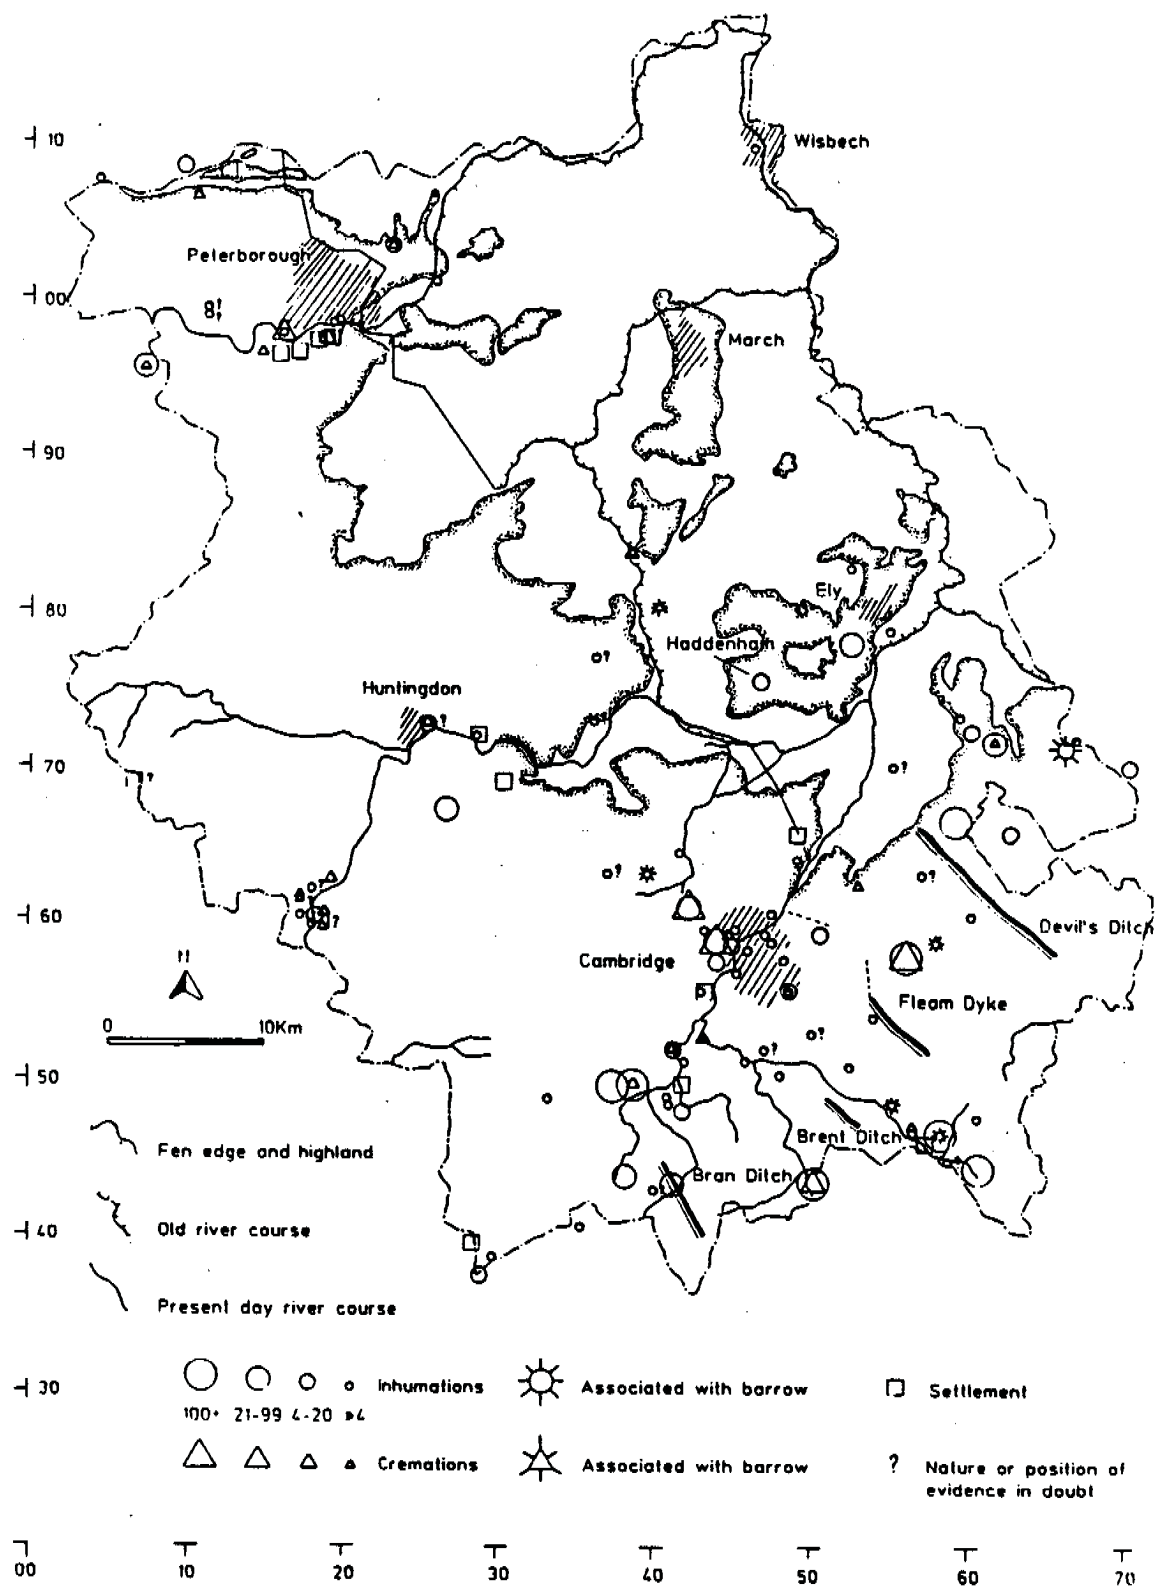 10
Wisbech
Peterborough
00
8?
March
90
Ely
80
Haddenham
?
Huntingdon
?
70
?
?
?
?
?
60
?
Devil's Ditch
N
Cambridge
Fleam Dyke
0 10Km
?
?
50
Brent Ditch
Fen edge and highland
Bran Ditch
?
40
Old river course
Present day river course
30
Inhumations
Associated with barrow
Settlement
100+ 21-99 4-20
Cremations
Associated with barrow
? Nature or position of
evidence in doubt
00 10 20 30 40 50 60 70